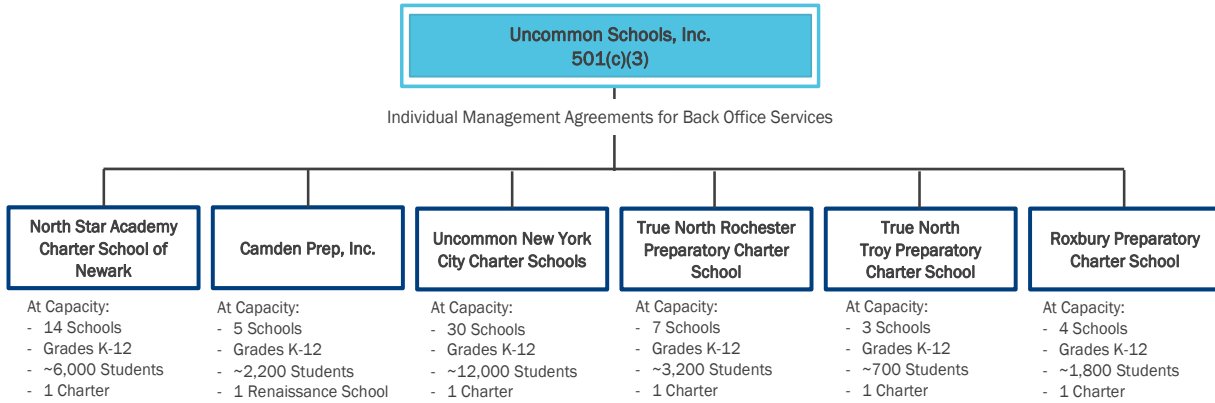 Uncommon Schools, Inc.
501(c)(3)
Individual Management Agreements for Back Office Services
North Star Academy
Charter School of
Newark
At Capacity:
- 14 Schools
- Grades K-12
- ~6,000 Students
- 1 Charter
Camden Prep, Inc.
At Capacity:
- 5 Schools
- Grades K-12
- ~2,200 Students
- 1 Renaissance School
Uncommon New York
City Charter Schools
At Capacity:
- 30 Schools
- Grades K-12
- ~12,000 Students
- 1 Charter
True North Rochester
Preparatory Charter
School
At Capacity:
- 7 Schools
- Grades K-12
- ~3,200 Students
- 1 Charter
True North
Troy Preparatory
Charter School
At Capacity:
- 3 Schools
- Grades K-12
- ~700 Students
- 1 Charter
Roxbury Preparatory
Charter School
At Capacity:
- 4 Schools
- Grades K-12
- ~1,800 Students
- 1 Charter